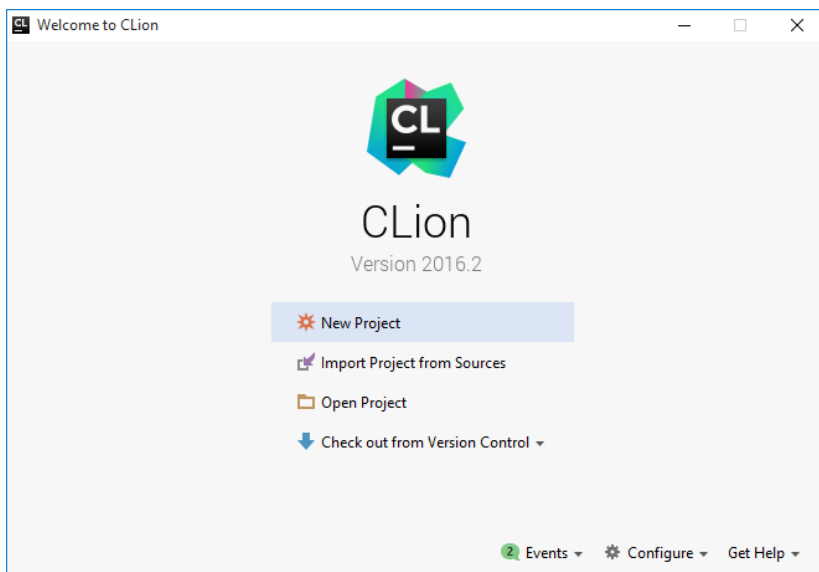 CL Welcome to CLion
CL
CLion
Version 2016.2
New Project
Import Project from Sources
Open Project
Check out from Version Control
2 Events Configure Get Help